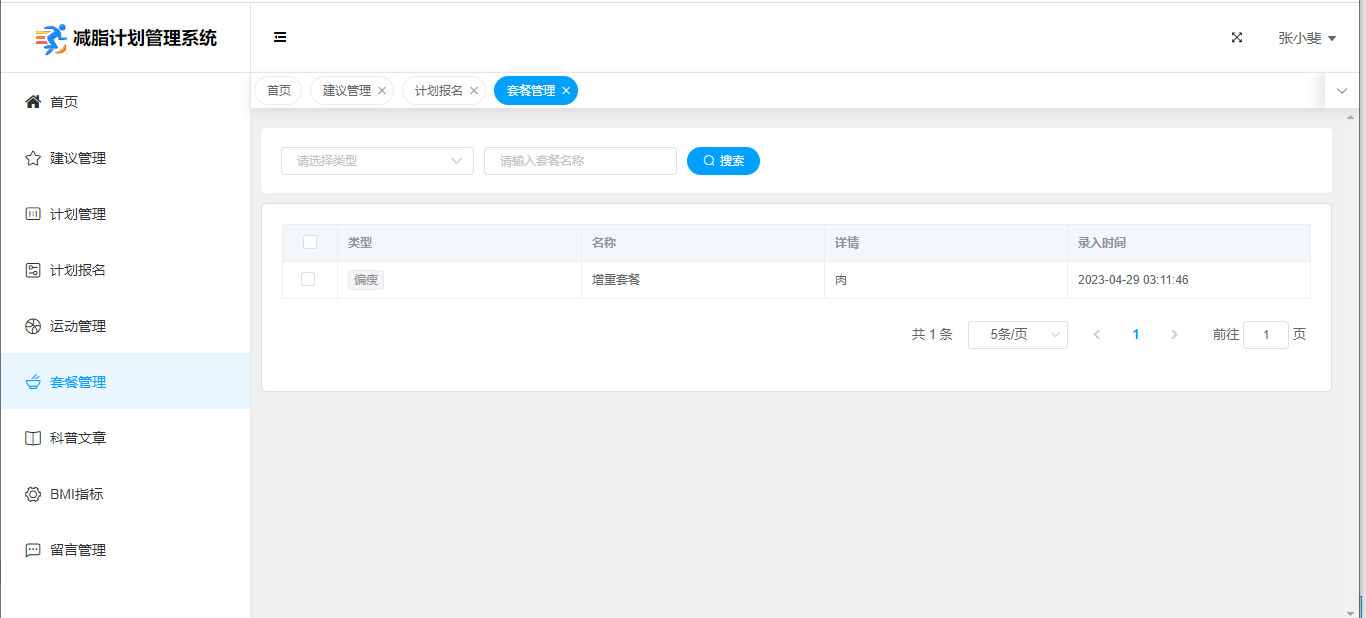 减脂计划管理系统
张小斐
首页
建议管理
计划管理
计划报名
运动管理
套餐管理
科普文章
BMI指标
留言管理
首页 建议管理 计划报名 套餐管理
请选择类型 请输入套餐名称 搜索
类型 名称 详情 录入时间
偏瘦 增重套餐 肉 2023-04-29 03:11:46
共 1 条 5条/页 1 前往 1 页